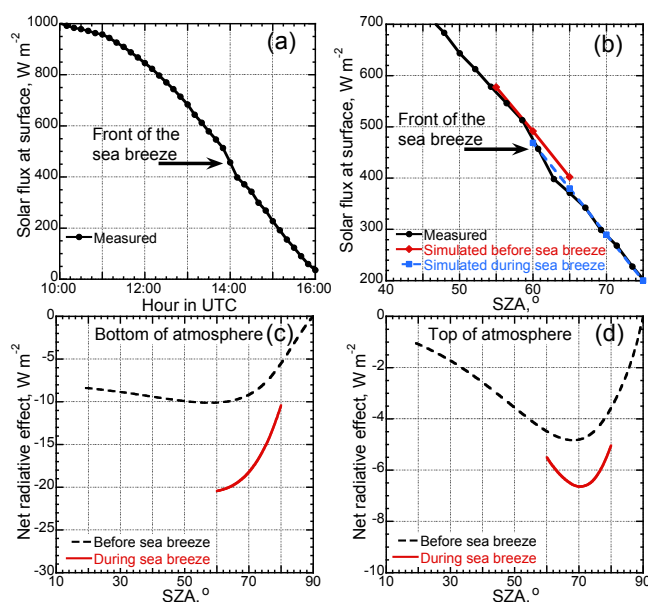 (a)
Solar flux at surface, W m-2
1000
800
600
400
200
0
Front of the
sea breeze
Measured
10:00 12:00 14:00 16:00
Hour in UTC
(b)
Solar flux at surface, W m-2
700
600
500
400
300
200
Front of the
sea breeze
Measured
Simulated before sea breeze
Simulated during sea breeze
40 50 60 70
SZA, o
Bottom of atmosphere (c)
Net radiative effect, W m-2
0
-5
-10
-15
-20
-25
-30
Before sea breeze
During sea breeze
10 30 50 70 90
SZA, o
Top of atmosphere (d)
Net radiative effect, W m-2
0
-2
-4
-6
-8
-10
Before sea breeze
During sea breeze
10 30 50 70 90
SZA, o